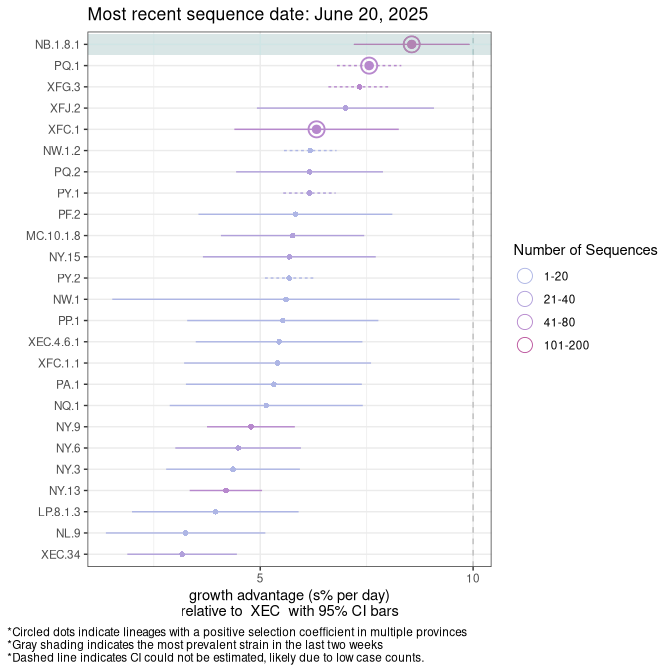 Most recent sequence date: June 20, 2025
NB.1.8.1
PQ.1
XFG.3
XFJ.2
XFC.1
NW.1.2
PQ.2
PY.1
PF.2
MC.10.1.8
NY.15
PY.2
NW.1
PP.1
XEC.4.6.1
XFC.1.1
PA.1
NQ.1
NY.9
NY.6
NY.3
NY.13
LP.8.1.3
NL.9
XEC.34
5 10
growth advantage (s% per day)
relative to XEC with 95% CI bars
Number of Sequences
1-20
21-40
41-80
101-200
*Circled dots indicate lineages with a positive selection coefficient in multiple provinces
*Gray shading indicates the most prevalent strain in the last two weeks
*Dashed line indicates CI could not be estimated, likely due to low case counts.